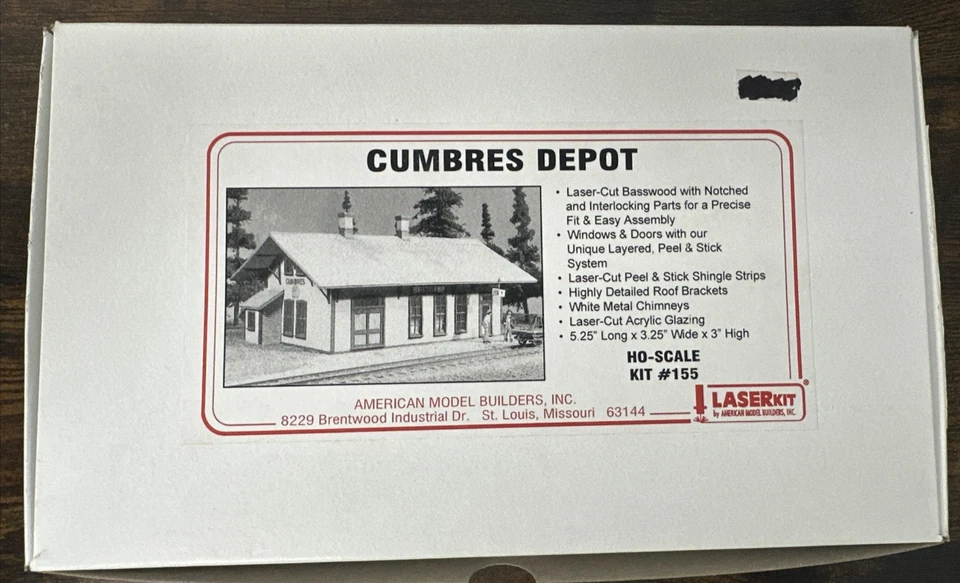 CUMBRES DEPOT
CUMBRES
• Laser-Cut Basswood with Notched
and Interlocking Parts for a Precise
Fit & Easy Assembly
• Windows & Doors with our
Unique Layered, Peel & Stick
System
• Laser-Cut Peel & Stick Shingle Strips
• Highly Detailed Roof Brackets
• White Metal Chimneys
• Laser-Cut Acrylic Glazing
• 5.25" Long x 3.25" Wide x 3" High
HO-SCALE
KIT #155
AMERICAN MODEL BUILDERS, INC.
8229 Brentwood Industrial Dr. St. Louis, Missouri 63144
LASERKIT ®
by AMERICAN MODEL BUILDERS, INC.